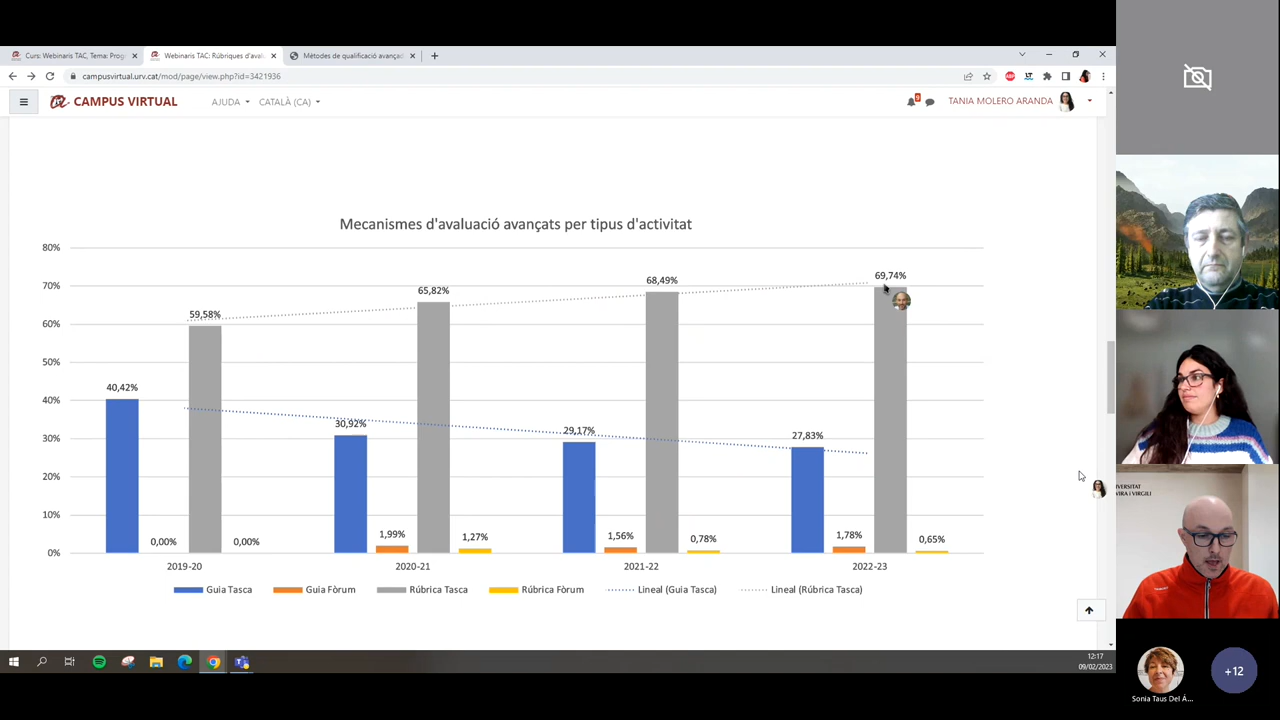 Curs: Webinaris TAC, Tema: Prog
Webinaris TAC: Rúbriques d'aval
Mètodes de qualificació avança
campusvirtual.urv.cat/mod/page/view.php?id=3421936
CAMPUS VIRTUAL
AJUDA
CATALÀ (CA)
TANIA MOLERO ARANDA
Mecanismes d'avaluació avançats per tipus d'activitat
80%
70%
60%
50%
40%
30%
20%
10%
0%
40,42%
0,00%
59,58%
0,00%
30,92%
1,99%
65,82%
1,27%
29,17%
1,56%
68,49%
0,78%
27,83%
1,78%
69,74%
0,65%
2019-20
2020-21
2021-22
2022-23
Guia Tasca
Guia Fòrum
Rúbrica Tasca
Rúbrica Fòrum
Lineal (Guia Tasca)
Lineal (Rúbrica Tasca)
12:17
09/02/2023
IVERSITAT
VIRA I VIRGILI
Sonia Taus Del Á...
+12